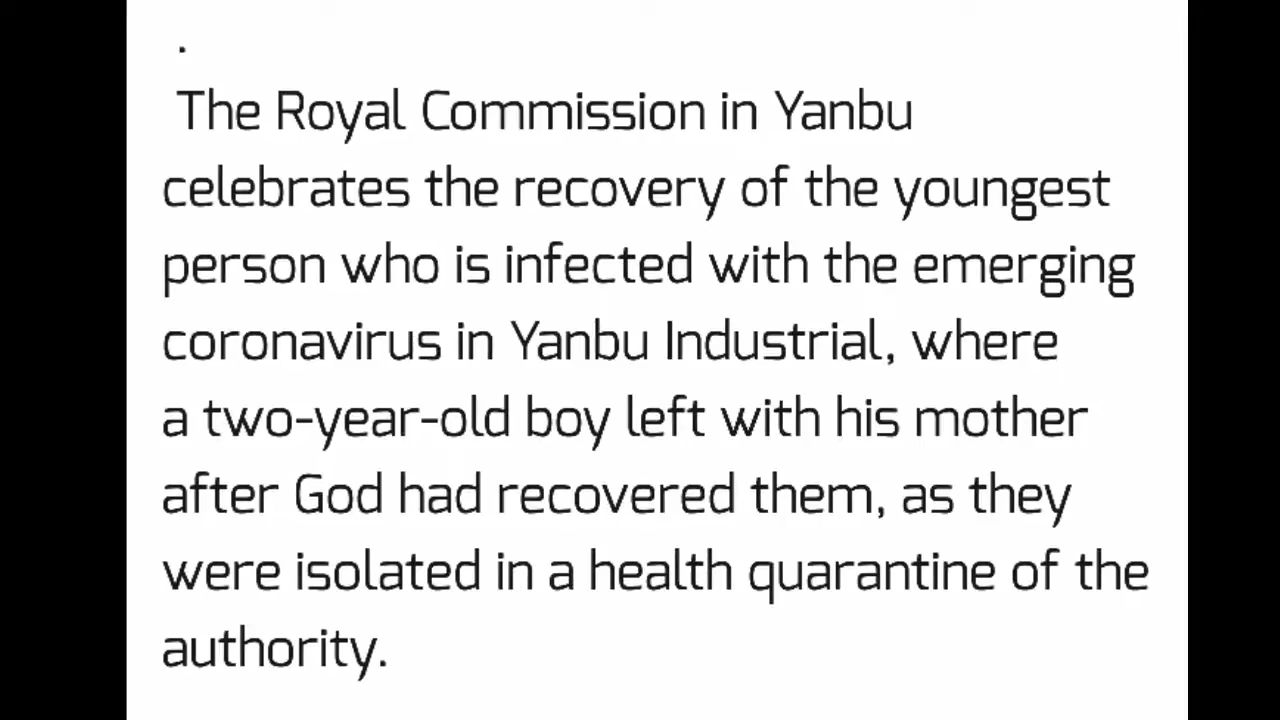 .
The Royal Commission in Yanbu
celebrates the recovery of the youngest
person who is infected with the emerging
coronavirus in Yanbu Industrial, where
a two-year-old boy left with his mother
after God had recovered them, as they
were isolated in a health quarantine of the
authority.